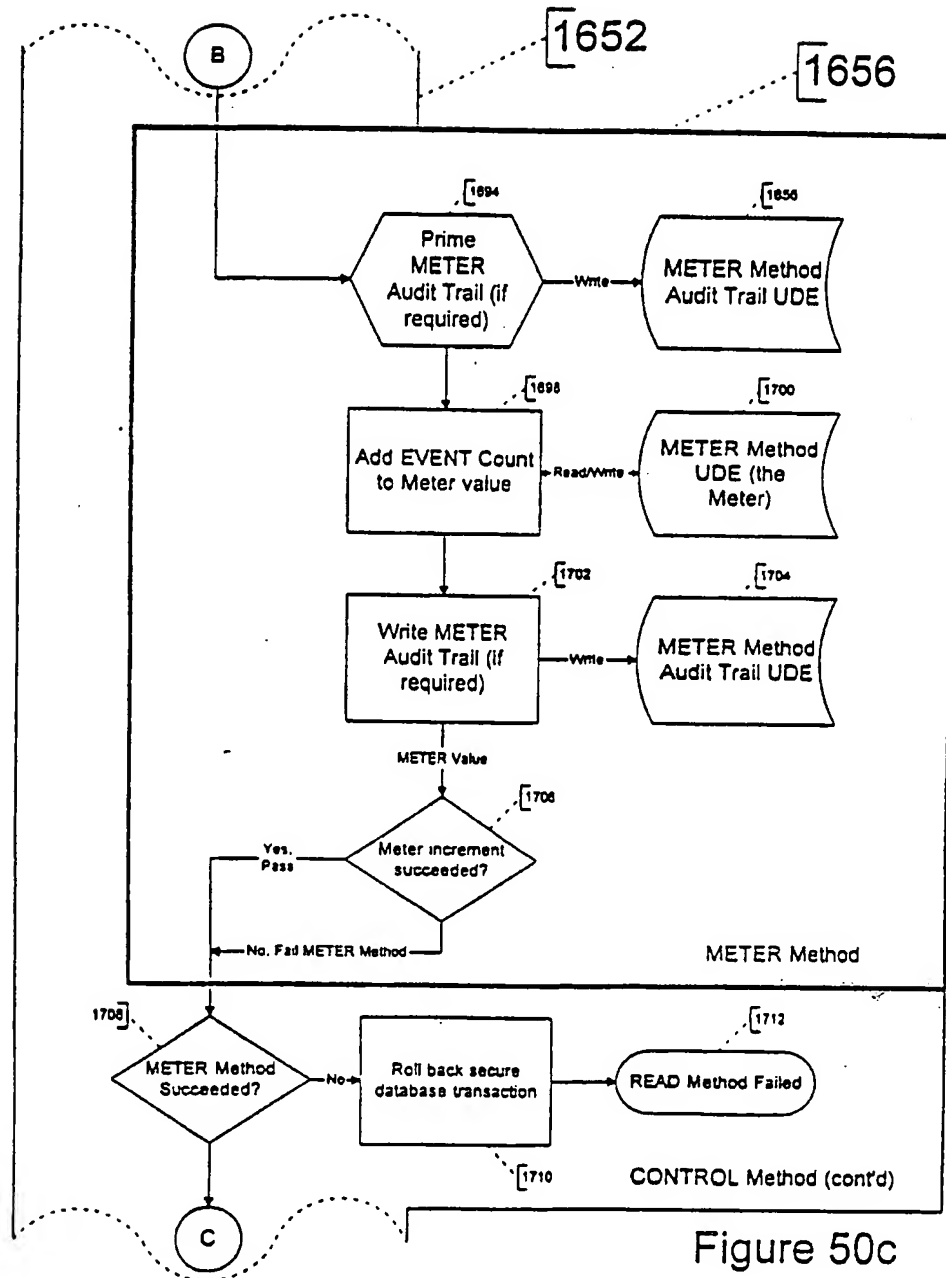 B
1652
1656
1694
Prime
METER
Audit Trail (if
required)
Write
1656
METER Method
Audit Trail UDE
1698
Add EVENT Count
to Meter value
Read/Write
1700
METER Method
UDE (the
Meter)
1702
Write METER
Audit Trail (if
required)
Write
1704
METER Method
Audit Trail UDE
METER Value
1706
Meter increment
succeeded?
Yes,
Pass
No, Fail METER Method
METER Method
1708
METER Method
Succeeded?
No
Roll back secure
database transaction
1710
1712
READ Method Failed
CONTROL Method (cont'd)
C
Figure 50c